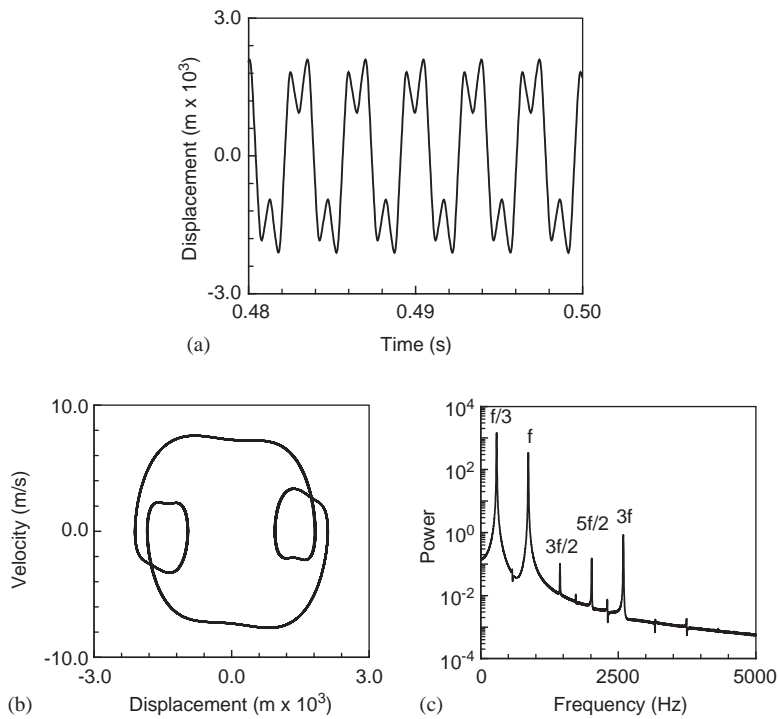 3.0
Displacement (m x 10³)
0.0
-3.0
0.48
0.49
0.50
(a)
Time (s)
10.0
Velocity (m/s)
0.0
-10.0
-3.0
0.0
3.0
(b)
Displacement (m x 10³)
10⁴
f/3
f
10²
Power
10⁰
3f/2
5f/2
3f
10⁻²
10⁻⁴
0
2500
5000
(c)
Frequency (Hz)